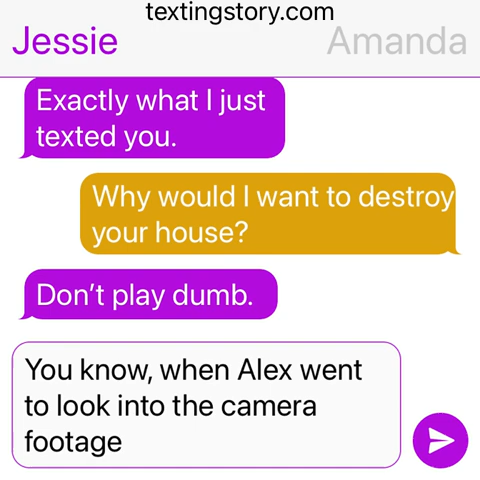 textingstory.com
Jessie
Amanda
Exactly what I just
texted you.
Why would I want to destroy
your house?
Don’t play dumb.
You know, when Alex went
to look into the camera
footage